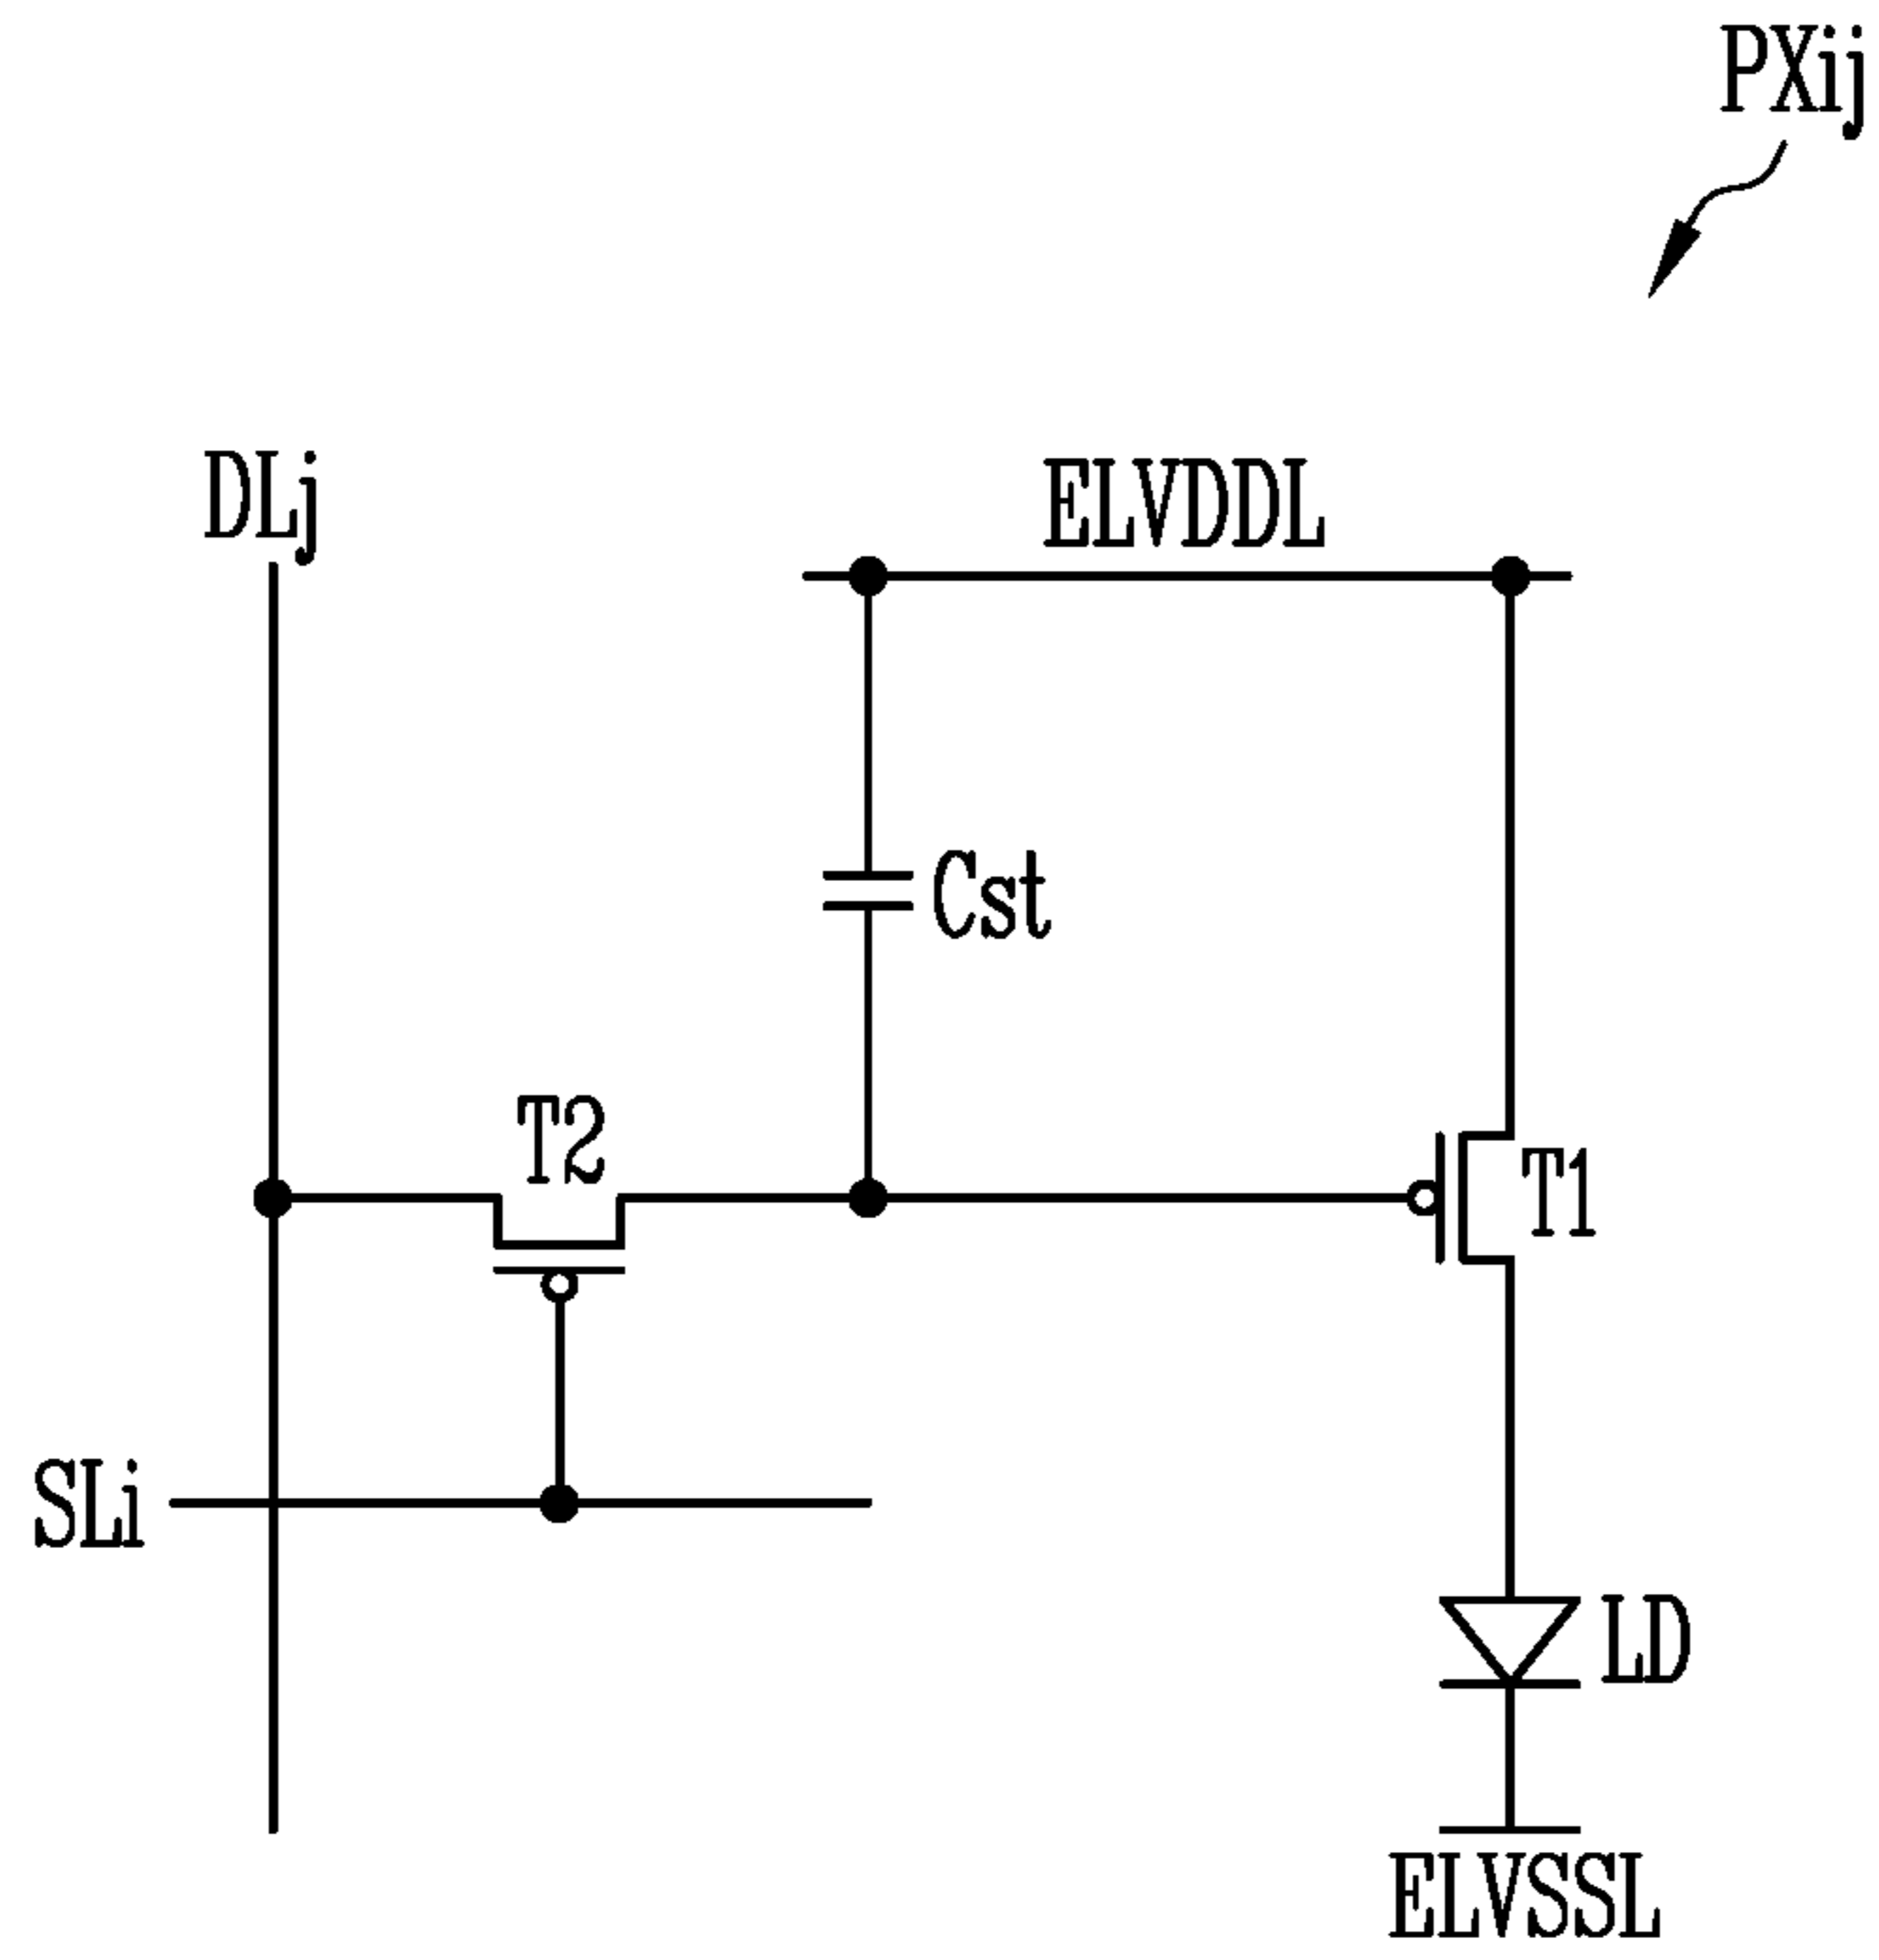 PXij
DLj
ELVDDL
Cst
T2
T1
SLi
LD
ELVSSL